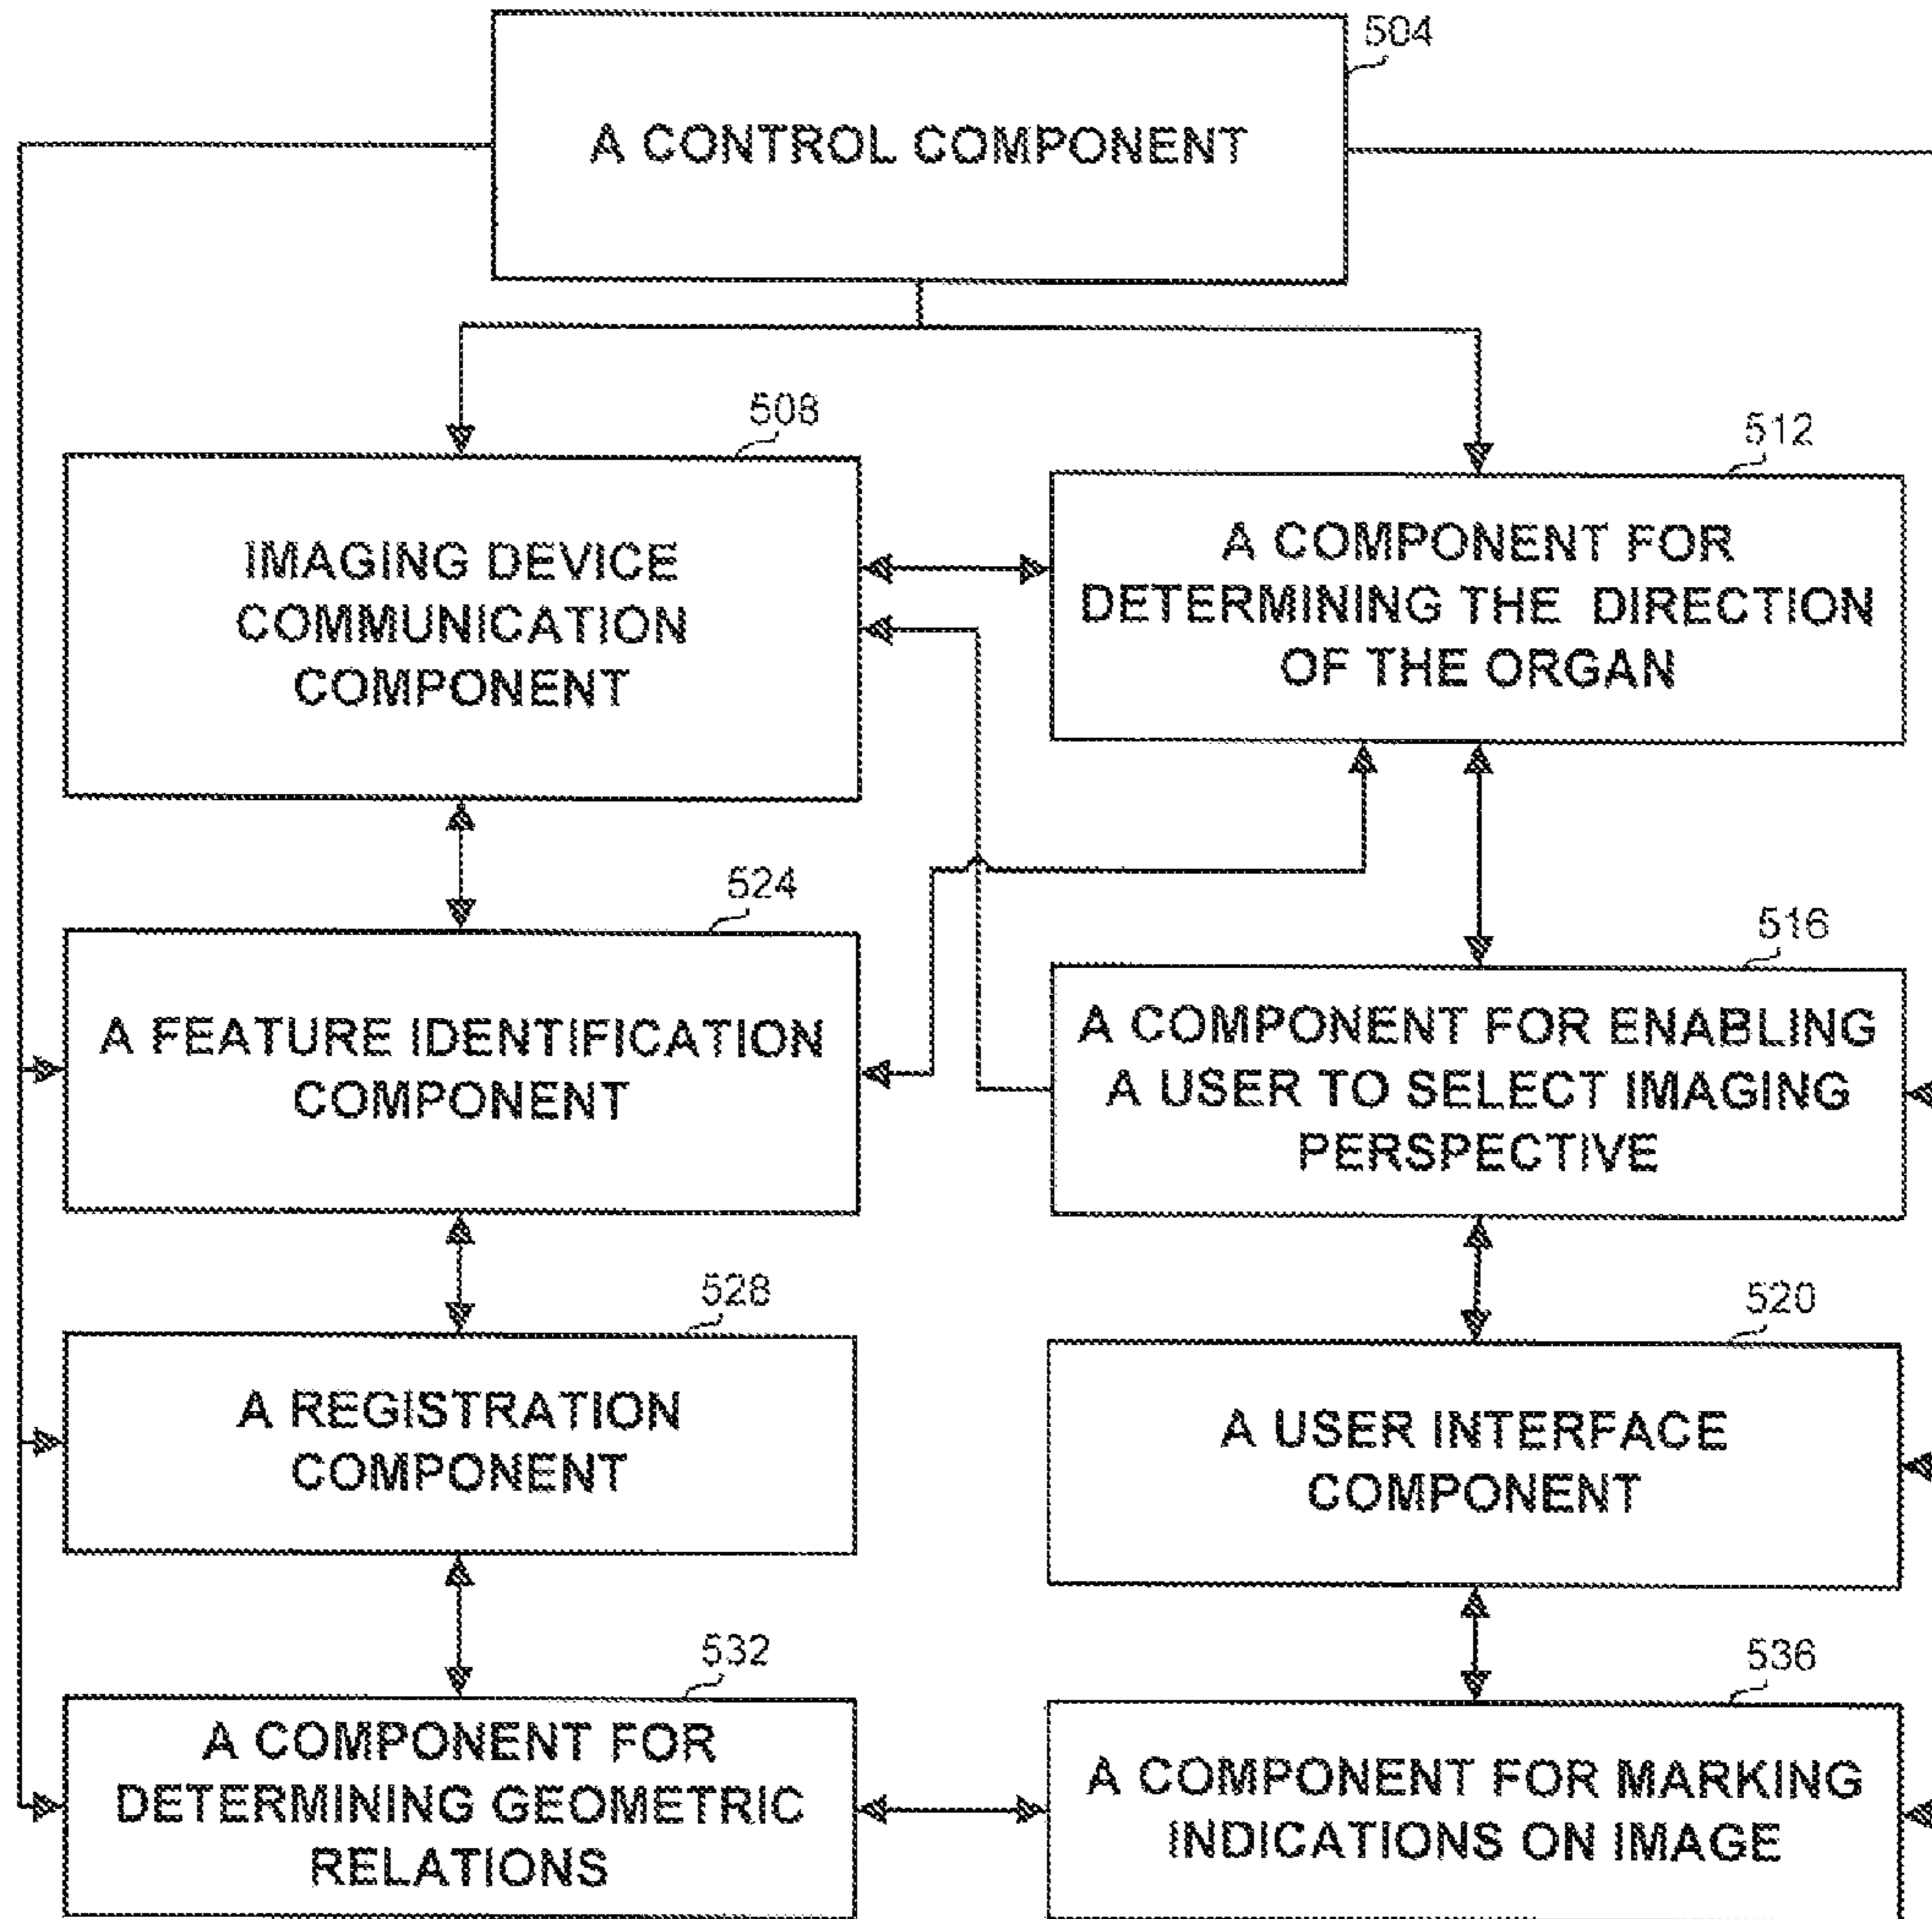 504
A CONTROL COMPONENT
508
IMAGING DEVICE
COMMUNICATION
COMPONENT
512
A COMPONENT FOR
DETERMINING THE DIRECTION
OF THE ORGAN
524
A FEATURE IDENTIFICATION
COMPONENT
516
A COMPONENT FOR ENABLING
A USER TO SELECT IMAGING
PERSPECTIVE
528
A REGISTRATION
COMPONENT
520
A USER INTERFACE
COMPONENT
532
A COMPONENT FOR
DETERMINING GEOMETRIC
RELATIONS
536
A COMPONENT FOR MARKING
INDICATIONS ON IMAGE